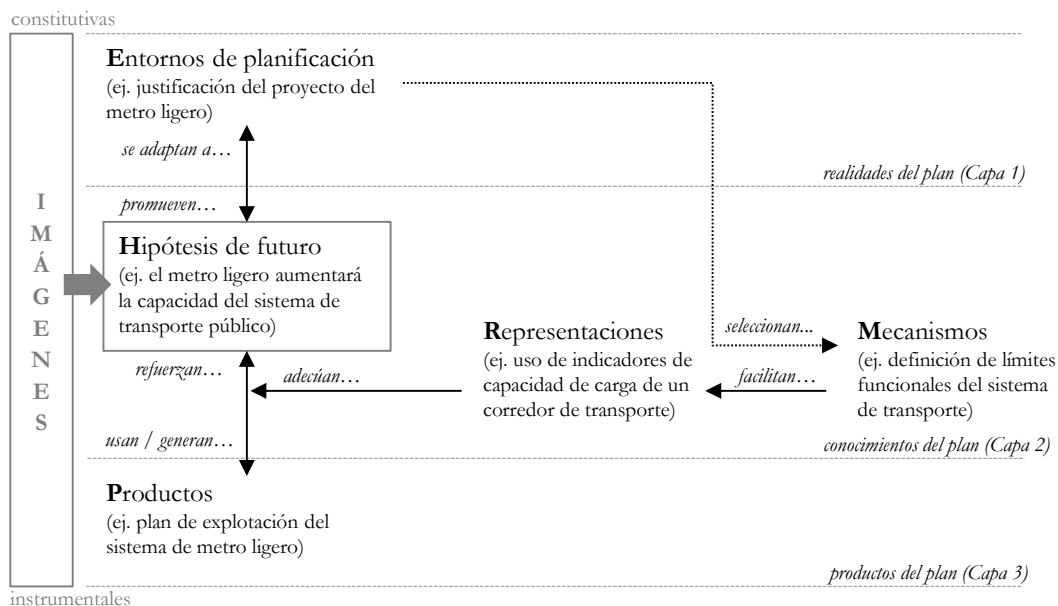 constitutivas
IMÁGENES
Entornos de planificación
(ej. justificación del proyecto del
metro ligero)
se adaptan a…
realidades del plan (Capa 1)
promueven…
Hipótesis de futuro
(ej. el metro ligero aumentará
la capacidad del sistema de
transporte público)
refuerzan…
adecúan…
Representaciones
(ej. uso de indicadores de
capacidad de carga de un
corredor de transporte)
seleccionan...
facilitan…
Mecanismos
(ej. definición de límites
funcionales del sistema
de transporte)
usan / generan…
conocimientos del plan (Capa 2)
Productos
(ej. plan de explotación del
sistema de metro ligero)
productos del plan (Capa 3)
instrumentales